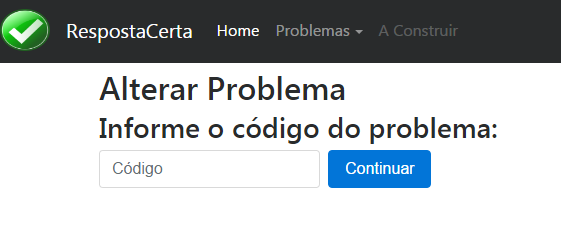 RespostaCerta Home Problemas A Construir
Alterar Problema
Informe o código do problema:
Código Continuar